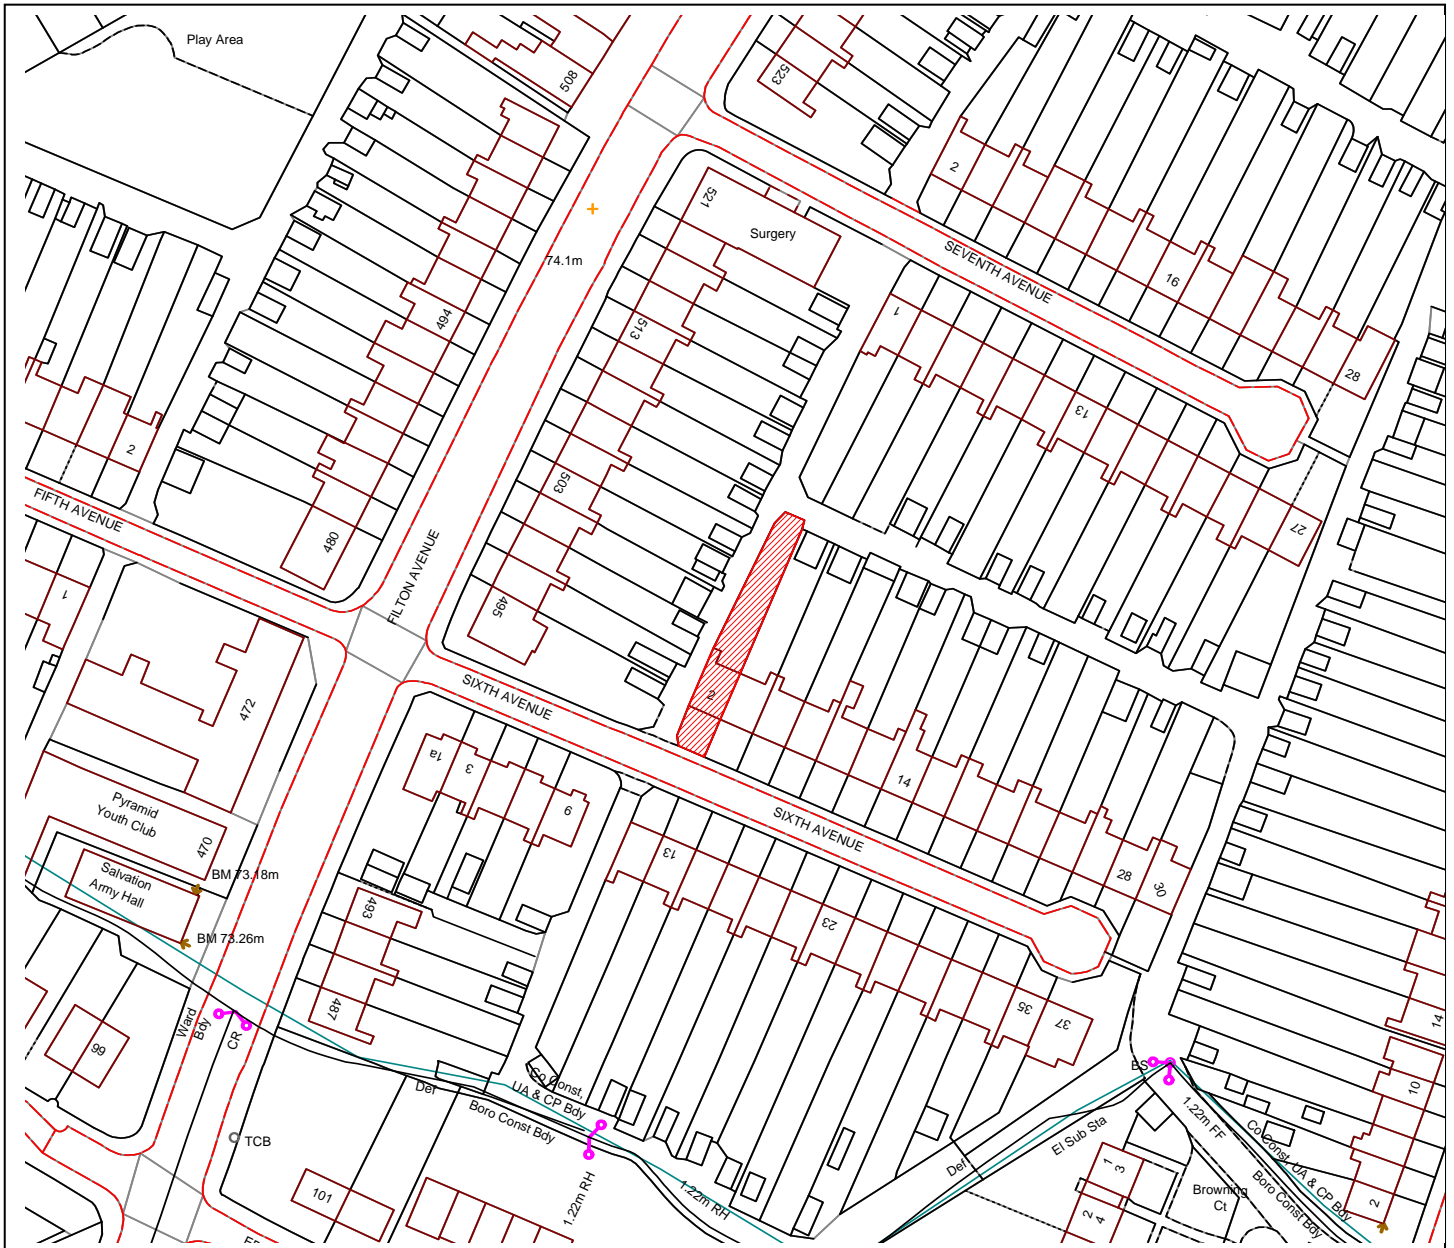 Play Area
508
523
2
521
Surgery
SEVENTH AVENUE
74.1m
16
494
513
1
28
13
2
503
27
FIFTH AVENUE
480
FILTON AVENUE
495
1
SIXTH AVENUE
2
472
1a
3
9
14
SIXTH AVENUE
Pyramid
Youth Club
470
13
28
30
BM 73.18m
Salvation
Army Hall
493
23
BM 73.26m
487
35
37
14
Ward
Bdy
CR
99
BS
10
Def
Co Const,
UA & CP Bdy
Boro Const Bdy
1.22m FF
Co Const, UA & CP Bdy
Boro Const Bdy
TCB
El Sub Sta
Def
1
3
101
1.22m RH
1.22m RH
Browning
Ct
2
4
2